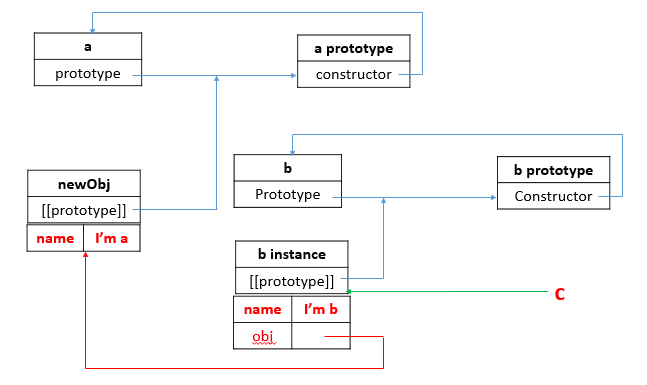 a
prototype
a prototype
constructor
newObj
[[prototype]]
name I'm a
b
Prototype
b prototype
Constructor
b instance
[[prototype]]
name I'm b
obj
C